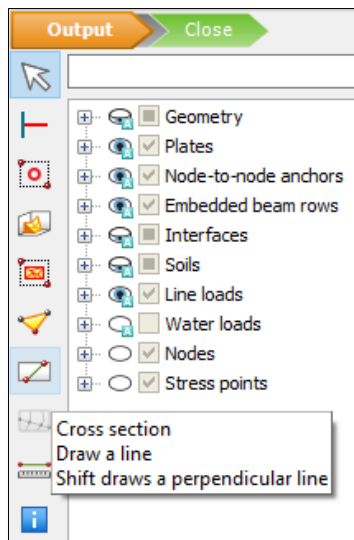 Output
Close
Geometry
Plates
Node-to-node anchors
Embedded beam rows
Interfaces
Soils
Line loads
Water loads
Nodes
Stress points
Cross section
Draw a line
Shift draws a perpendicular line